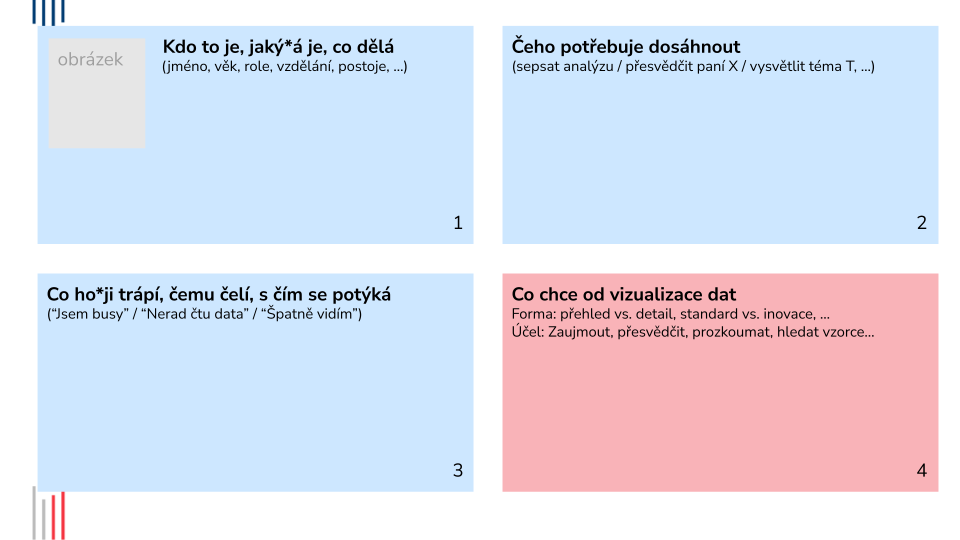 obrázek
Kdo to je, jaký*á je, co dělá
(jméno, věk, role, vzdělání, postoje, ...)
1
Čeho potřebuje dosáhnout
(sepsat analýzu / přesvědčit paní X / vysvětlit téma T, ...)
2
Co ho*ji trápí, čemu čelí, s čím se potýká
(“Jsem busy” / “Nerad čtu data” / “Špatně vidím”)
3
Co chce od vizualizace dat
Forma: přehled vs. detail, standard vs. inovace, ...
Účel: Zaujmout, přesvědčit, prozkoumat, hledat vzorce...
4